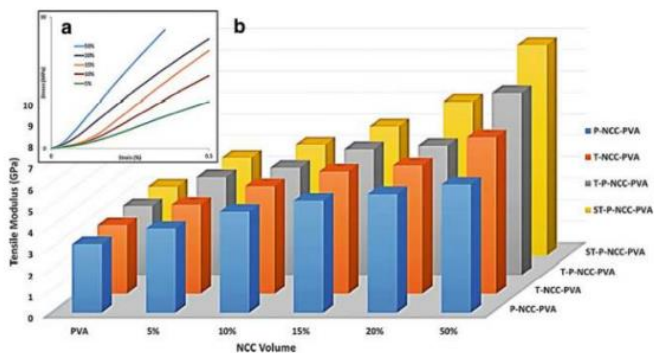 a
b
50%
20%
15%
10%
5%
Stress (MPa)
0
Strain (%)
0.5
Tensile Modulus (GPa)
10
9
8
7
6
5
4
3
2
1
0
PVA
5%
10%
15%
20%
50%
NCC Volume
P-NCC-PVA
T-NCC-PVA
T-P-NCC-PVA
ST-P-NCC-PVA
ST-P-NCC-PVA
T-P-NCC-PVA
T-NCC-PVA
P-NCC-PVA